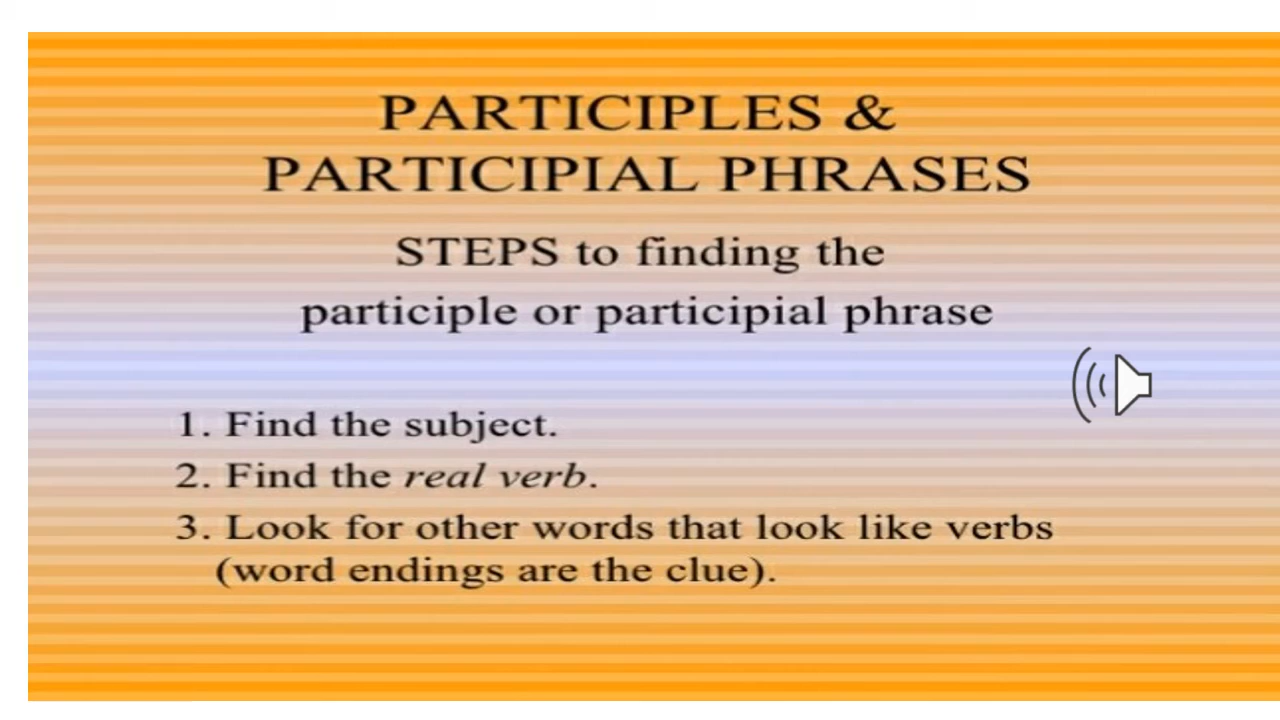 PARTICIPLES &
PARTICIPIAL PHRASES
STEPS to finding the
participle or participial phrase
1. Find the subject.
2. Find the real verb.
3. Look for other words that look like verbs
(word endings are the clue).